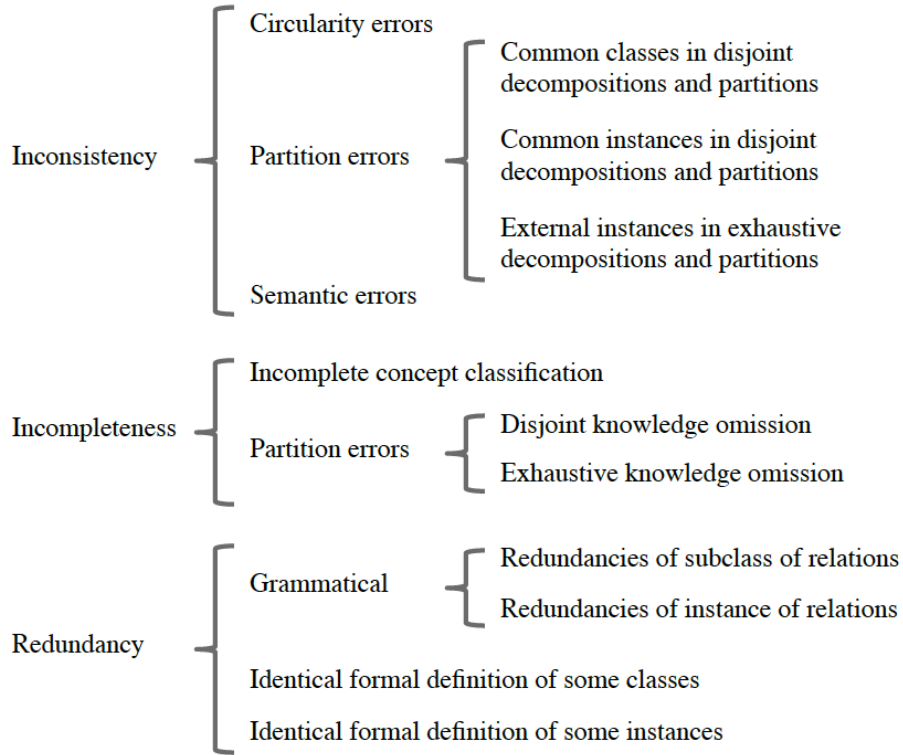 Inconsistency
Circularity errors
Partition errors
Common classes in disjoint
decompositions and partitions
Common instances in disjoint
decompositions and partitions
External instances in exhaustive
decompositions and partitions
Semantic errors
Incompleteness
Incomplete concept classification
Partition errors
Disjoint knowledge omission
Exhaustive knowledge omission
Redundancy
Grammatical
Redundancies of subclass of relations
Redundancies of instance of relations
Identical formal definition of some classes
Identical formal definition of some instances